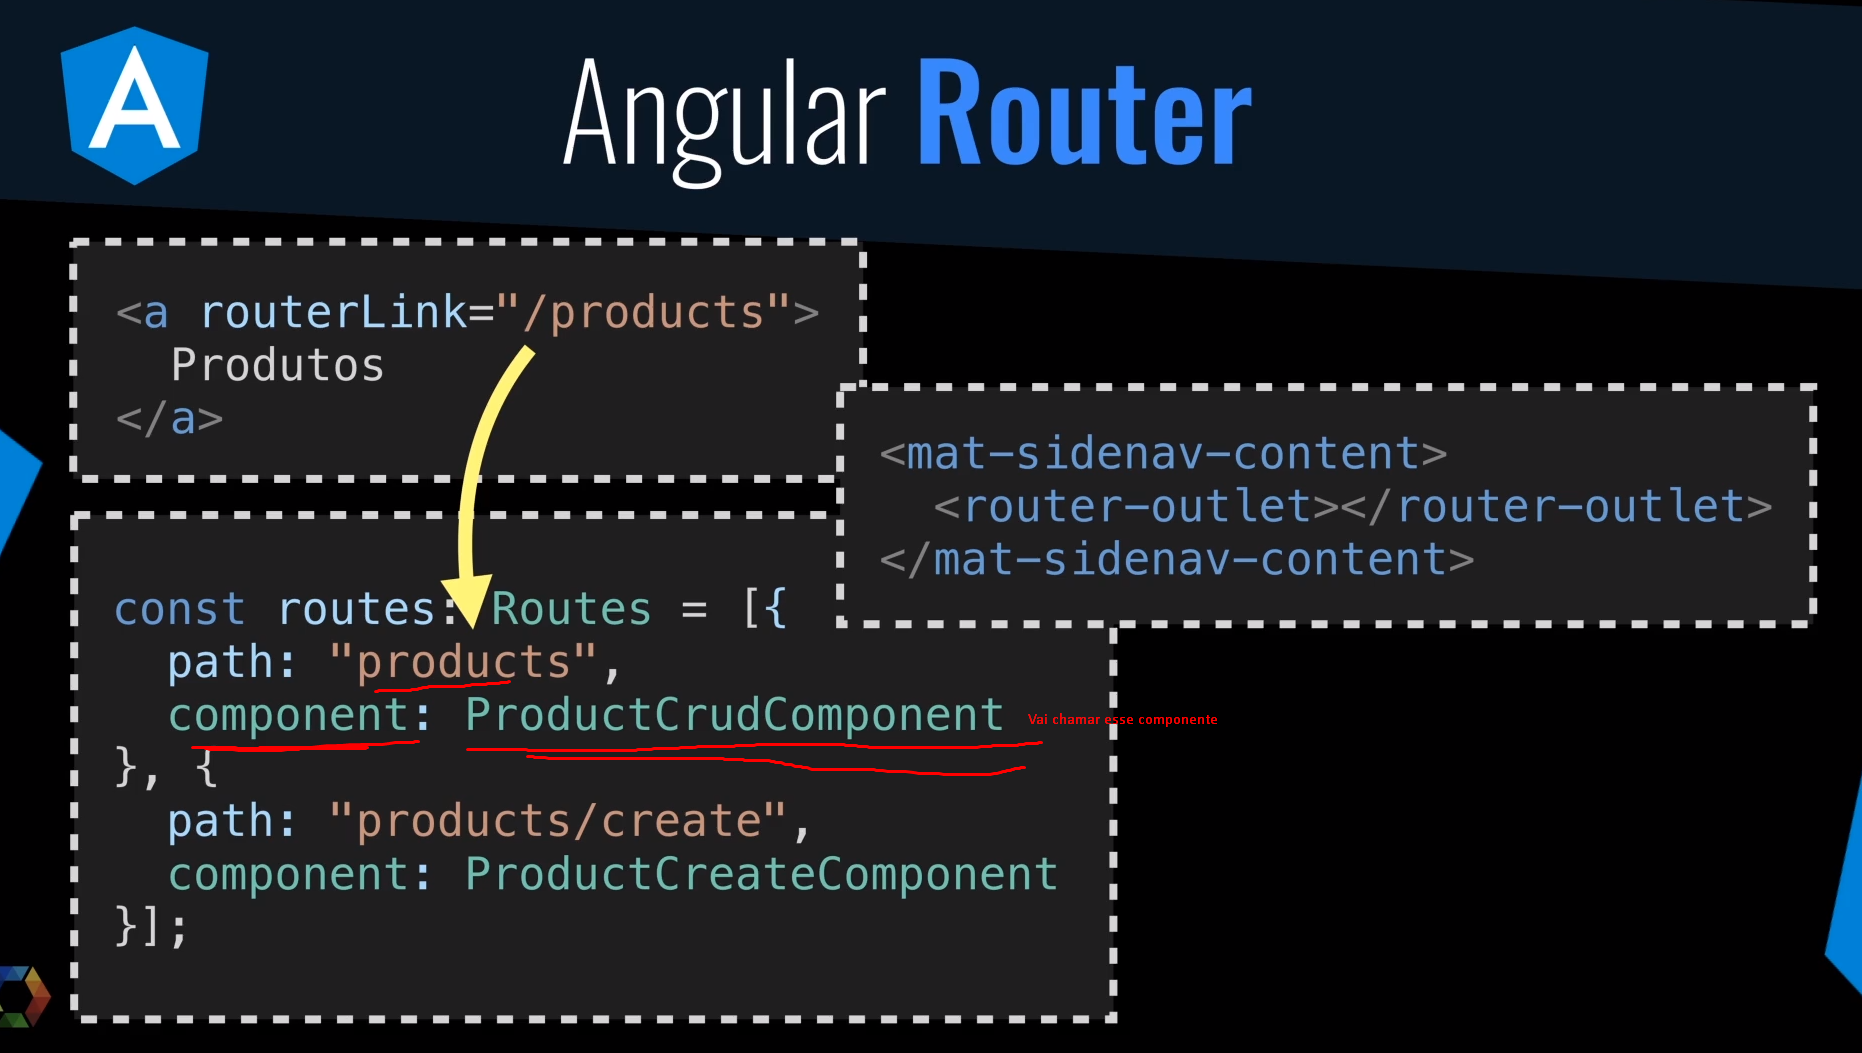 Angular Router
<a routerLink="/products">
Produtos
</a>
<mat-sidenav-content>
<router-outlet></router-outlet>
</mat-sidenav-content>
const routes: Routes = [{
path: "products",
component: ProductCrudComponent
Vai chamar esse componente
}, {
path: "products/create",
component: ProductCreateComponent
}];